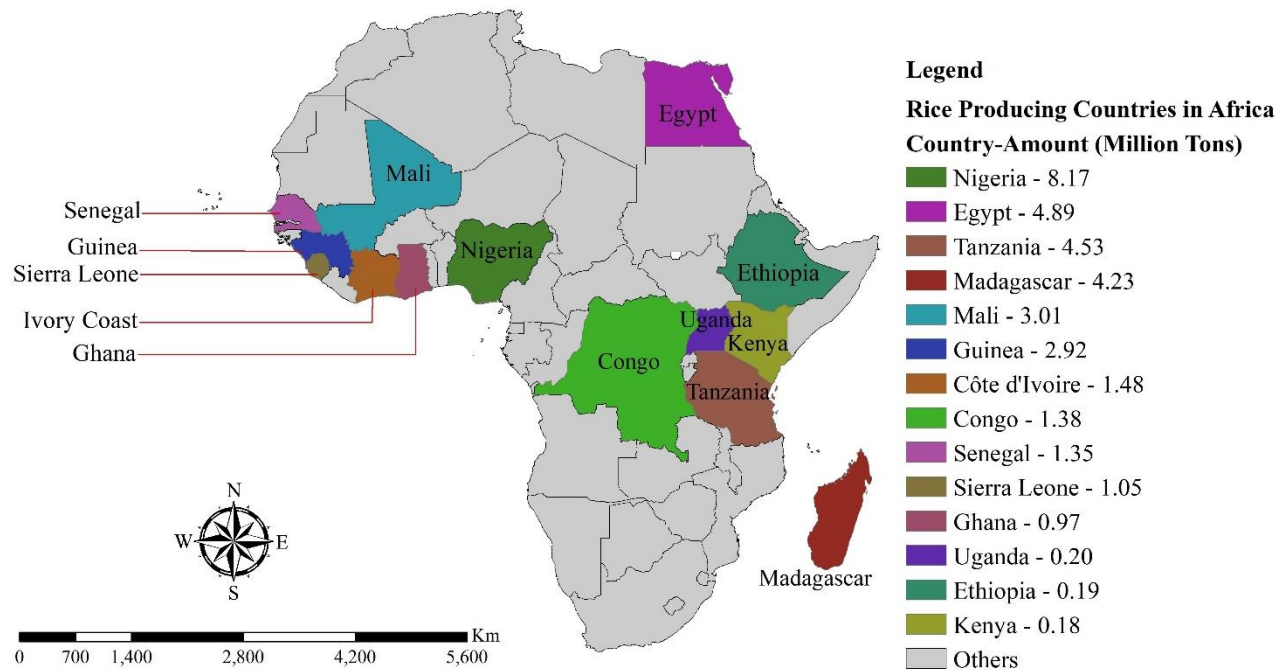 Egypt
Mali
Senegal
Guinea
Nigeria
Sierra Leone
Ethiopia
Ivory Coast
Uganda
Kenya
Ghana
Congo
Tanzania
Madagascar
N
W E
S
Km
0 700 1,400 2,800 4,200 5,600
Legend
Rice Producing Countries in Africa
Country-Amount (Million Tons)
Nigeria - 8.17
Egypt - 4.89
Tanzania - 4.53
Madagascar - 4.23
Mali - 3.01
Guinea - 2.92
Côte d'Ivoire - 1.48
Congo - 1.38
Senegal - 1.35
Sierra Leone - 1.05
Ghana - 0.97
Uganda - 0.20
Ethiopia - 0.19
Kenya - 0.18
Others